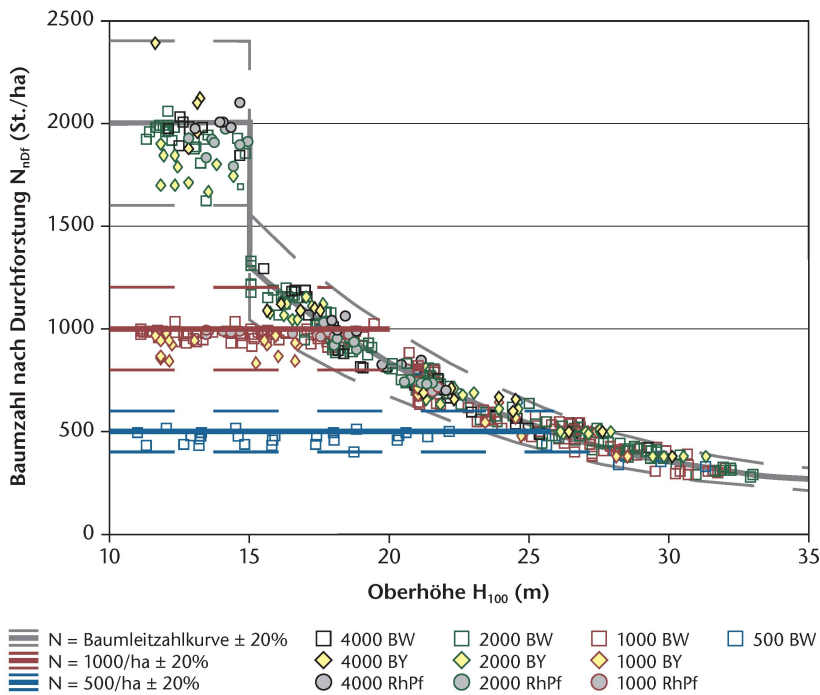 Baumzahl nach Durchforstung NnDf (St./ha)
2500
2000
1500
1000
500
0
10
15
20
25
30
35
Oberhöhe H100 (m)
N = Baumleitzahlkurve ± 20%
4000 BW
2000 BW
1000 BW
500 BW
N = 1000/ha ± 20%
4000 BY
2000 BY
1000 BY
N = 500/ha ± 20%
4000 RhPf
2000 RhPf
1000 RhPf